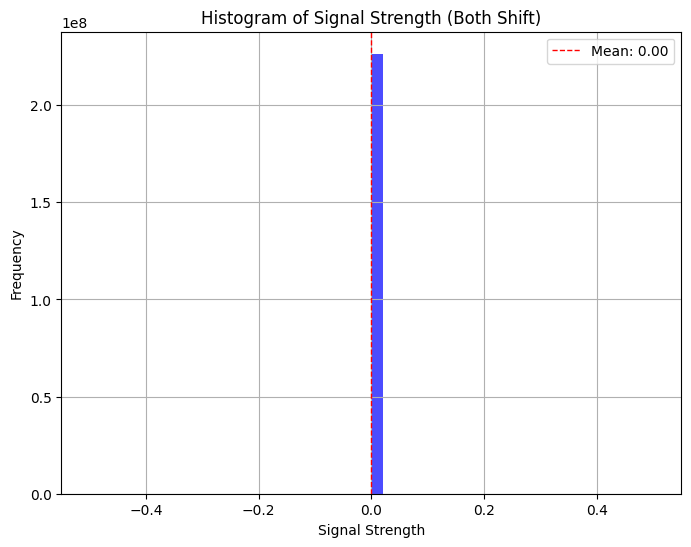 Histogram of Signal Strength (Both Shift)
1e8
Mean: 0.00
2.0
1.5
1.0
0.5
0.0
Frequency
−0.4 −0.2 0.0 0.2 0.4
Signal Strength